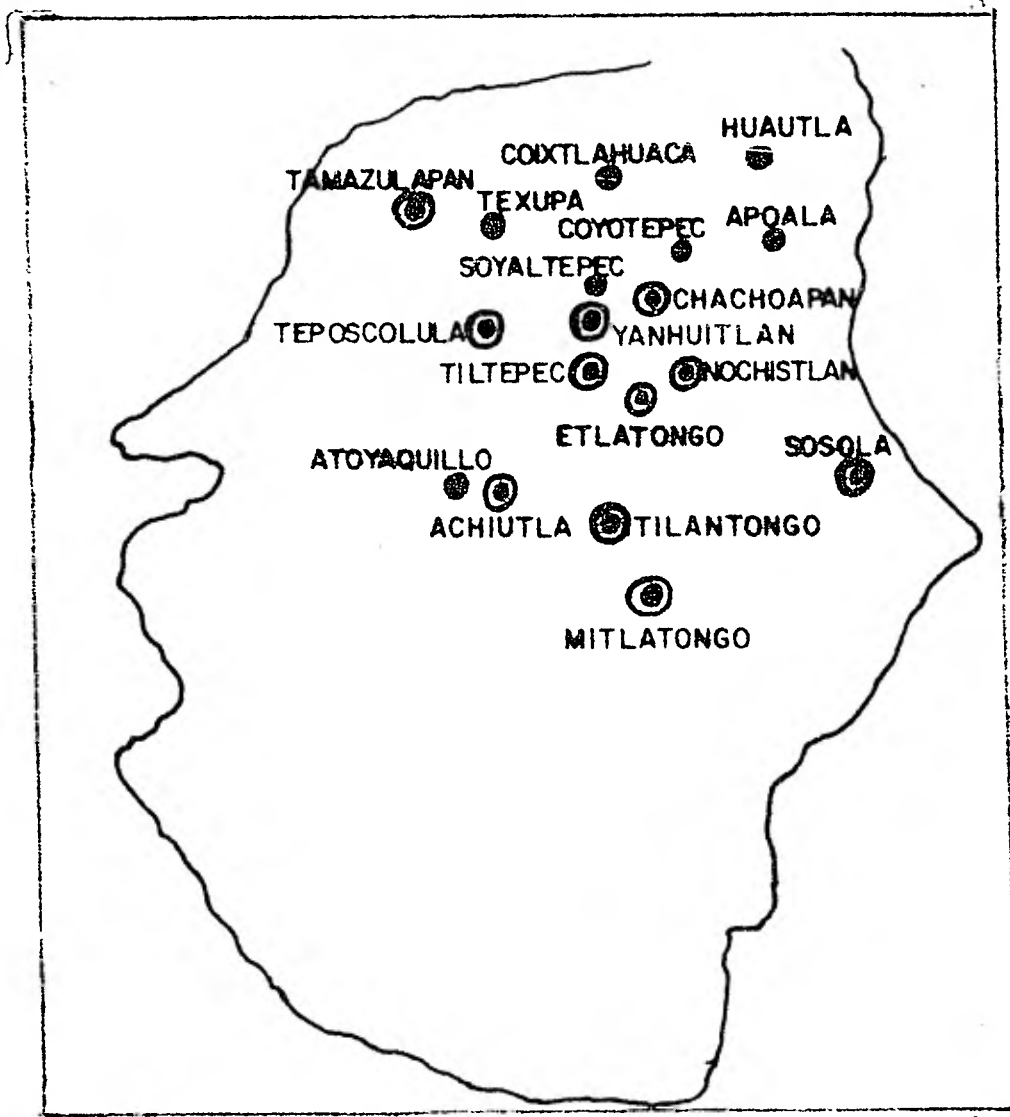 HUAUTLA
COIXTLAHUACA
TAMAZULAPAN
TEXUPA
COYOTEPEC
APOALA
SOYALTEPEC
CHACHOAPAN
TEPOSCOLULA
YANHUITLAN
TILTEPEC
NOCHISTLAN
ETLATONGO
SOSOLA
ATOYAQUILLO
ACHIUTLA
TILANTONGO
MITLATONGO